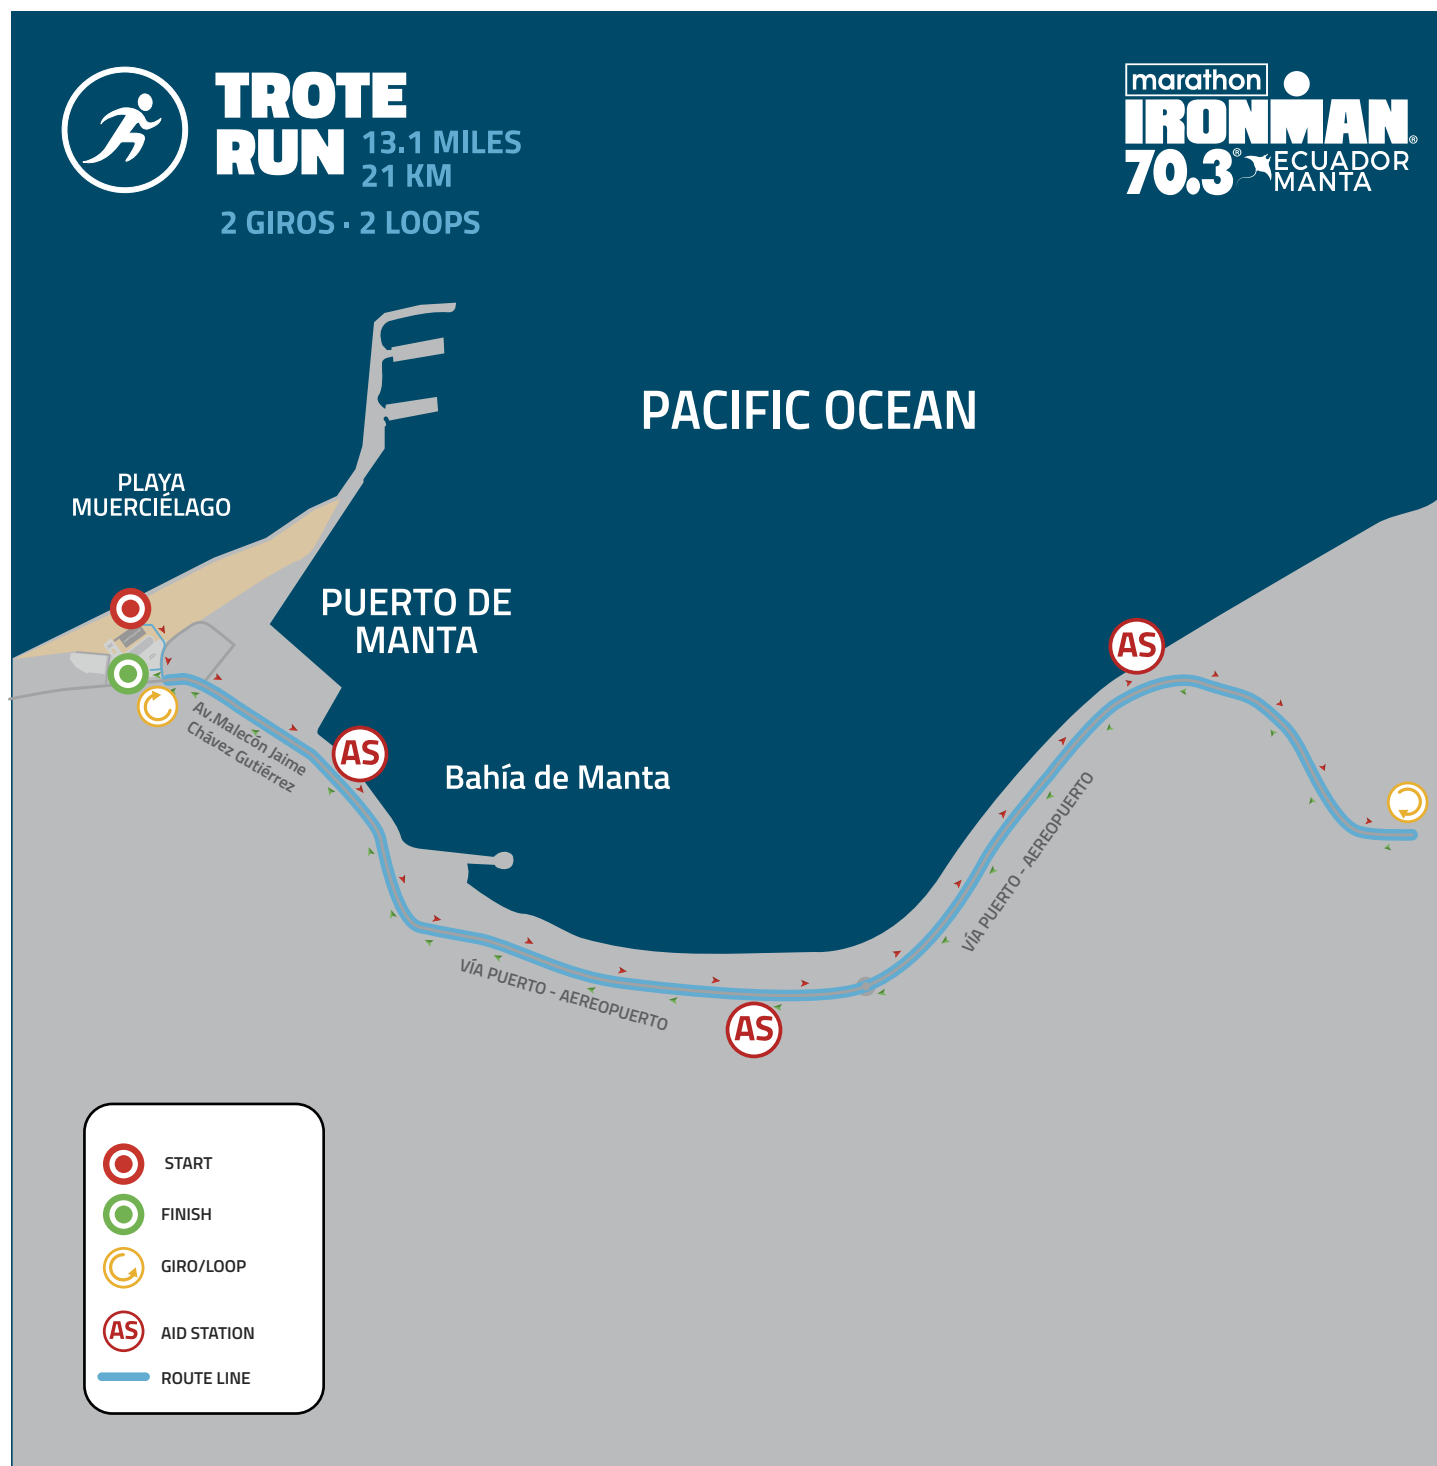 TROTE
RUN
13.1 MILES
21 KM
2 GIROS · 2 LOOPS
marathon
IRONMAN®
70.3®
ECUADOR
MANTA
PACIFIC OCEAN
PLAYA
MUERCIÉLAGO
PUERTO DE
MANTA
AS
AS
Av.Malecón Jaime
Chávez Gutiérrez
Bahía de Manta
VÍA PUERTO - AEREOPUERTO
VÍA PUERTO - AEREOPUERTO
AS
START
FINISH
GIRO/LOOP
AS
AID STATION
ROUTE LINE